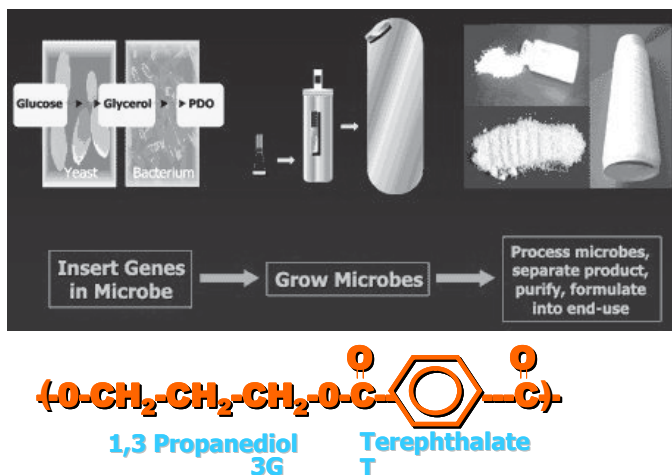 Glucose Glycerol PDO
Yeast Bacterium
Insert Genes
in Microbe
Grow Microbes
Process microbes,
separate product,
purify, formulate
into end-use
O O
(-O-CH₂-CH₂-CH₂-O-C- ---C)-
1,3 Propanediol Terephthalate
3G T